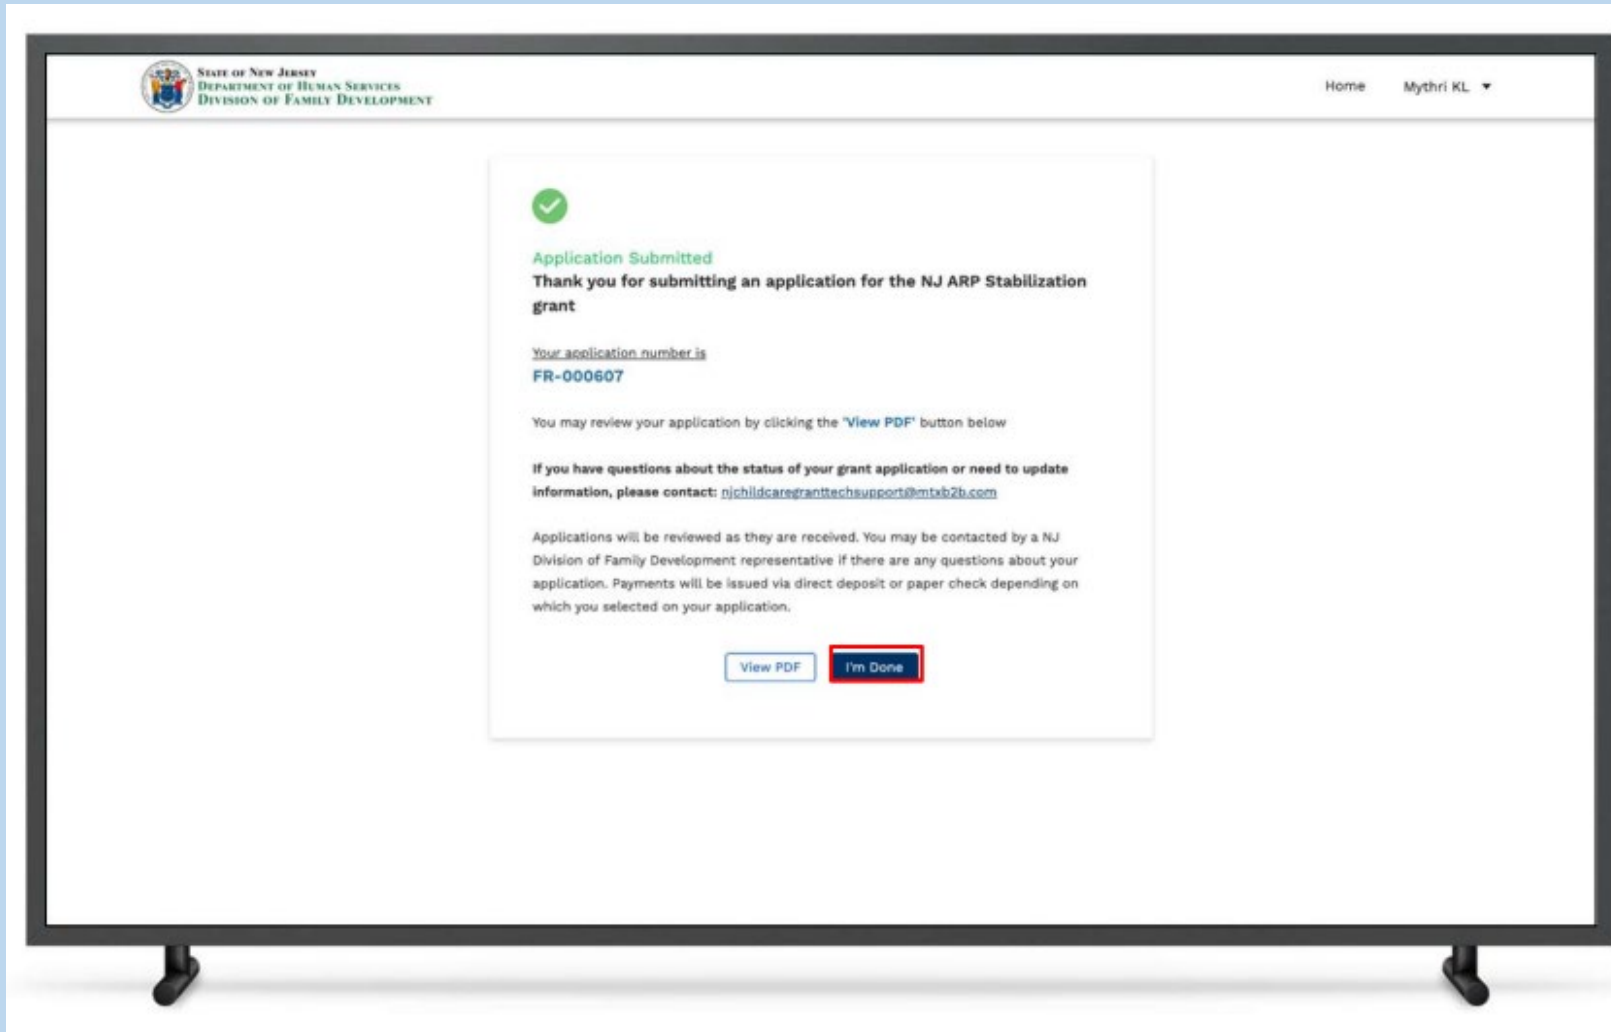 STATE OF NEW JERSEY
DEPARTMENT OF HUMAN SERVICES
DIVISION OF FAMILY DEVELOPMENT
Home Mythri KL
Application Submitted
Thank you for submitting an application for the NJ ARP Stabilization
grant
Your application number is
FR-000607
You may review your application by clicking the 'View PDF' button below
If you have questions about the status of your grant application or need to update
information, please contact: njchildcaregranttechsupport@mtxb2b.com
Applications will be reviewed as they are received. You may be contacted by a NJ
Division of Family Development representative if there are any questions about your
application. Payments will be issued via direct deposit or paper check depending on
which you selected on your application.
View PDF I'm Done